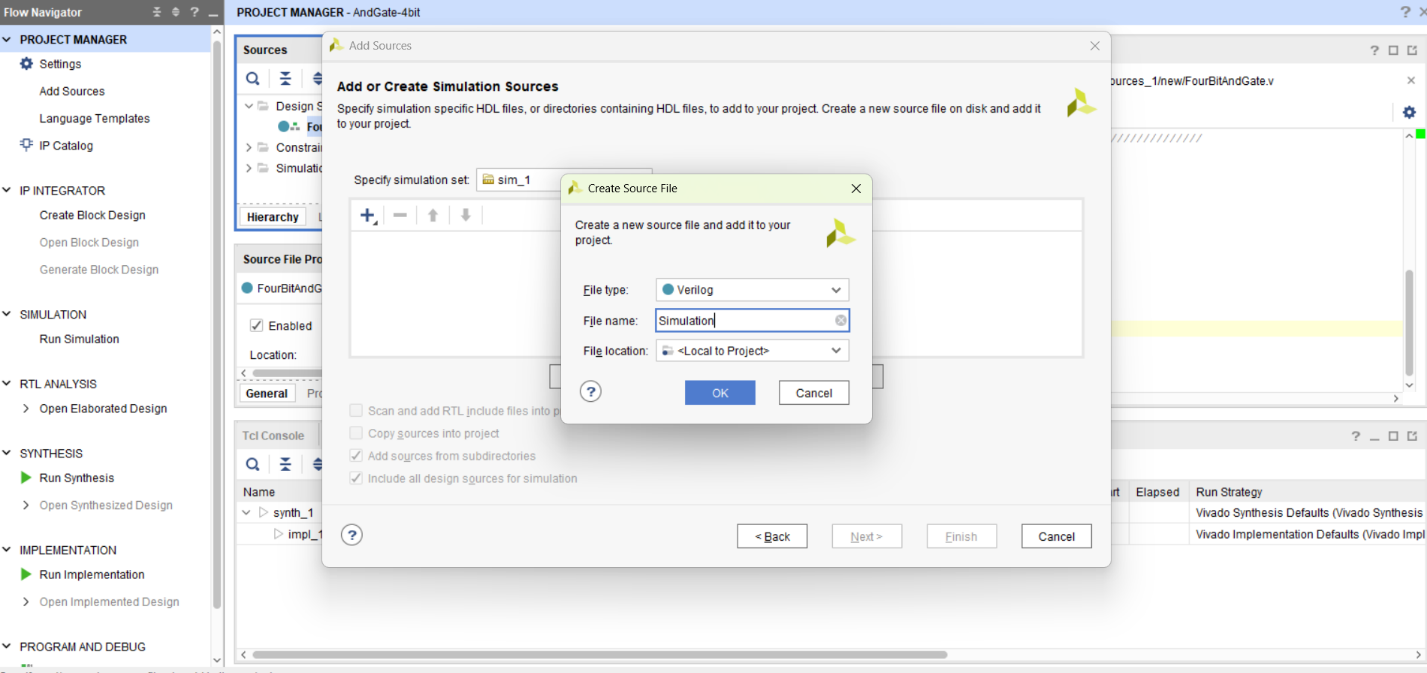 Flow Navigator
PROJECT MANAGER
Settings
Add Sources
Language Templates
IP Catalog
IP INTEGRATOR
Create Block Design
Open Block Design
Generate Block Design
SIMULATION
Run Simulation
RTL ANALYSIS
Open Elaborated Design
SYNTHESIS
Run Synthesis
Open Synthesized Design
IMPLEMENTATION
Run Implementation
Open Implemented Design
PROGRAM AND DEBUG
PROJECT MANAGER - AndGate-4bit
Sources
Design S
Fou
Constrain
Simulatio
Hierarchy
Source File Pro
FourBitAndG
Enabled
Location:
General Pro
Add Sources
Add or Create Simulation Sources
Specify simulation specific HDL files, or directories containing HDL files, to add to your project. Create a new source file on disk and add it
to your project.
Specify simulation set: sim_1
Create Source File
Create a new source file and add it to your
project.
File type: Verilog
File name: Simulation
File location: <Local to Project>
? OK Cancel
Scan and add RTL include files into p
Copy sources into project
Add sources from subdirectories
Include all design sources for simulation
? < Back Next > Finish Cancel
ources_1/new/FourBitAndGate.v
//////////////
Tcl Console
Name Elapsed Run Strategy
synth_1 Vivado Synthesis Defaults (Vivado Synthesis
impl_1 Vivado Implementation Defaults (Vivado Impl